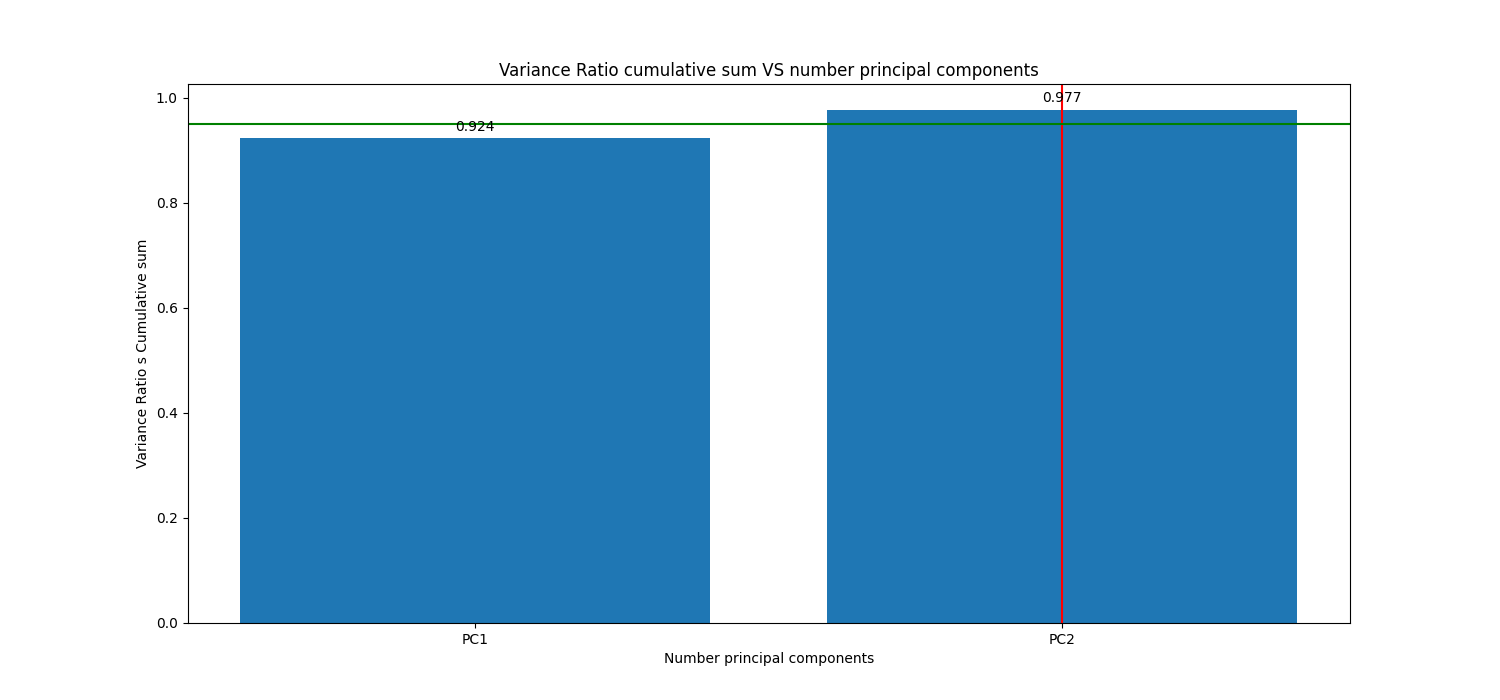 Variance Ratio cumulative sum VS number principal components
1.0
0.977
0.924
0.8
0.6
0.4
0.2
0.0
Variance Ratio s Cumulative sum
PC1
PC2
Number principal components